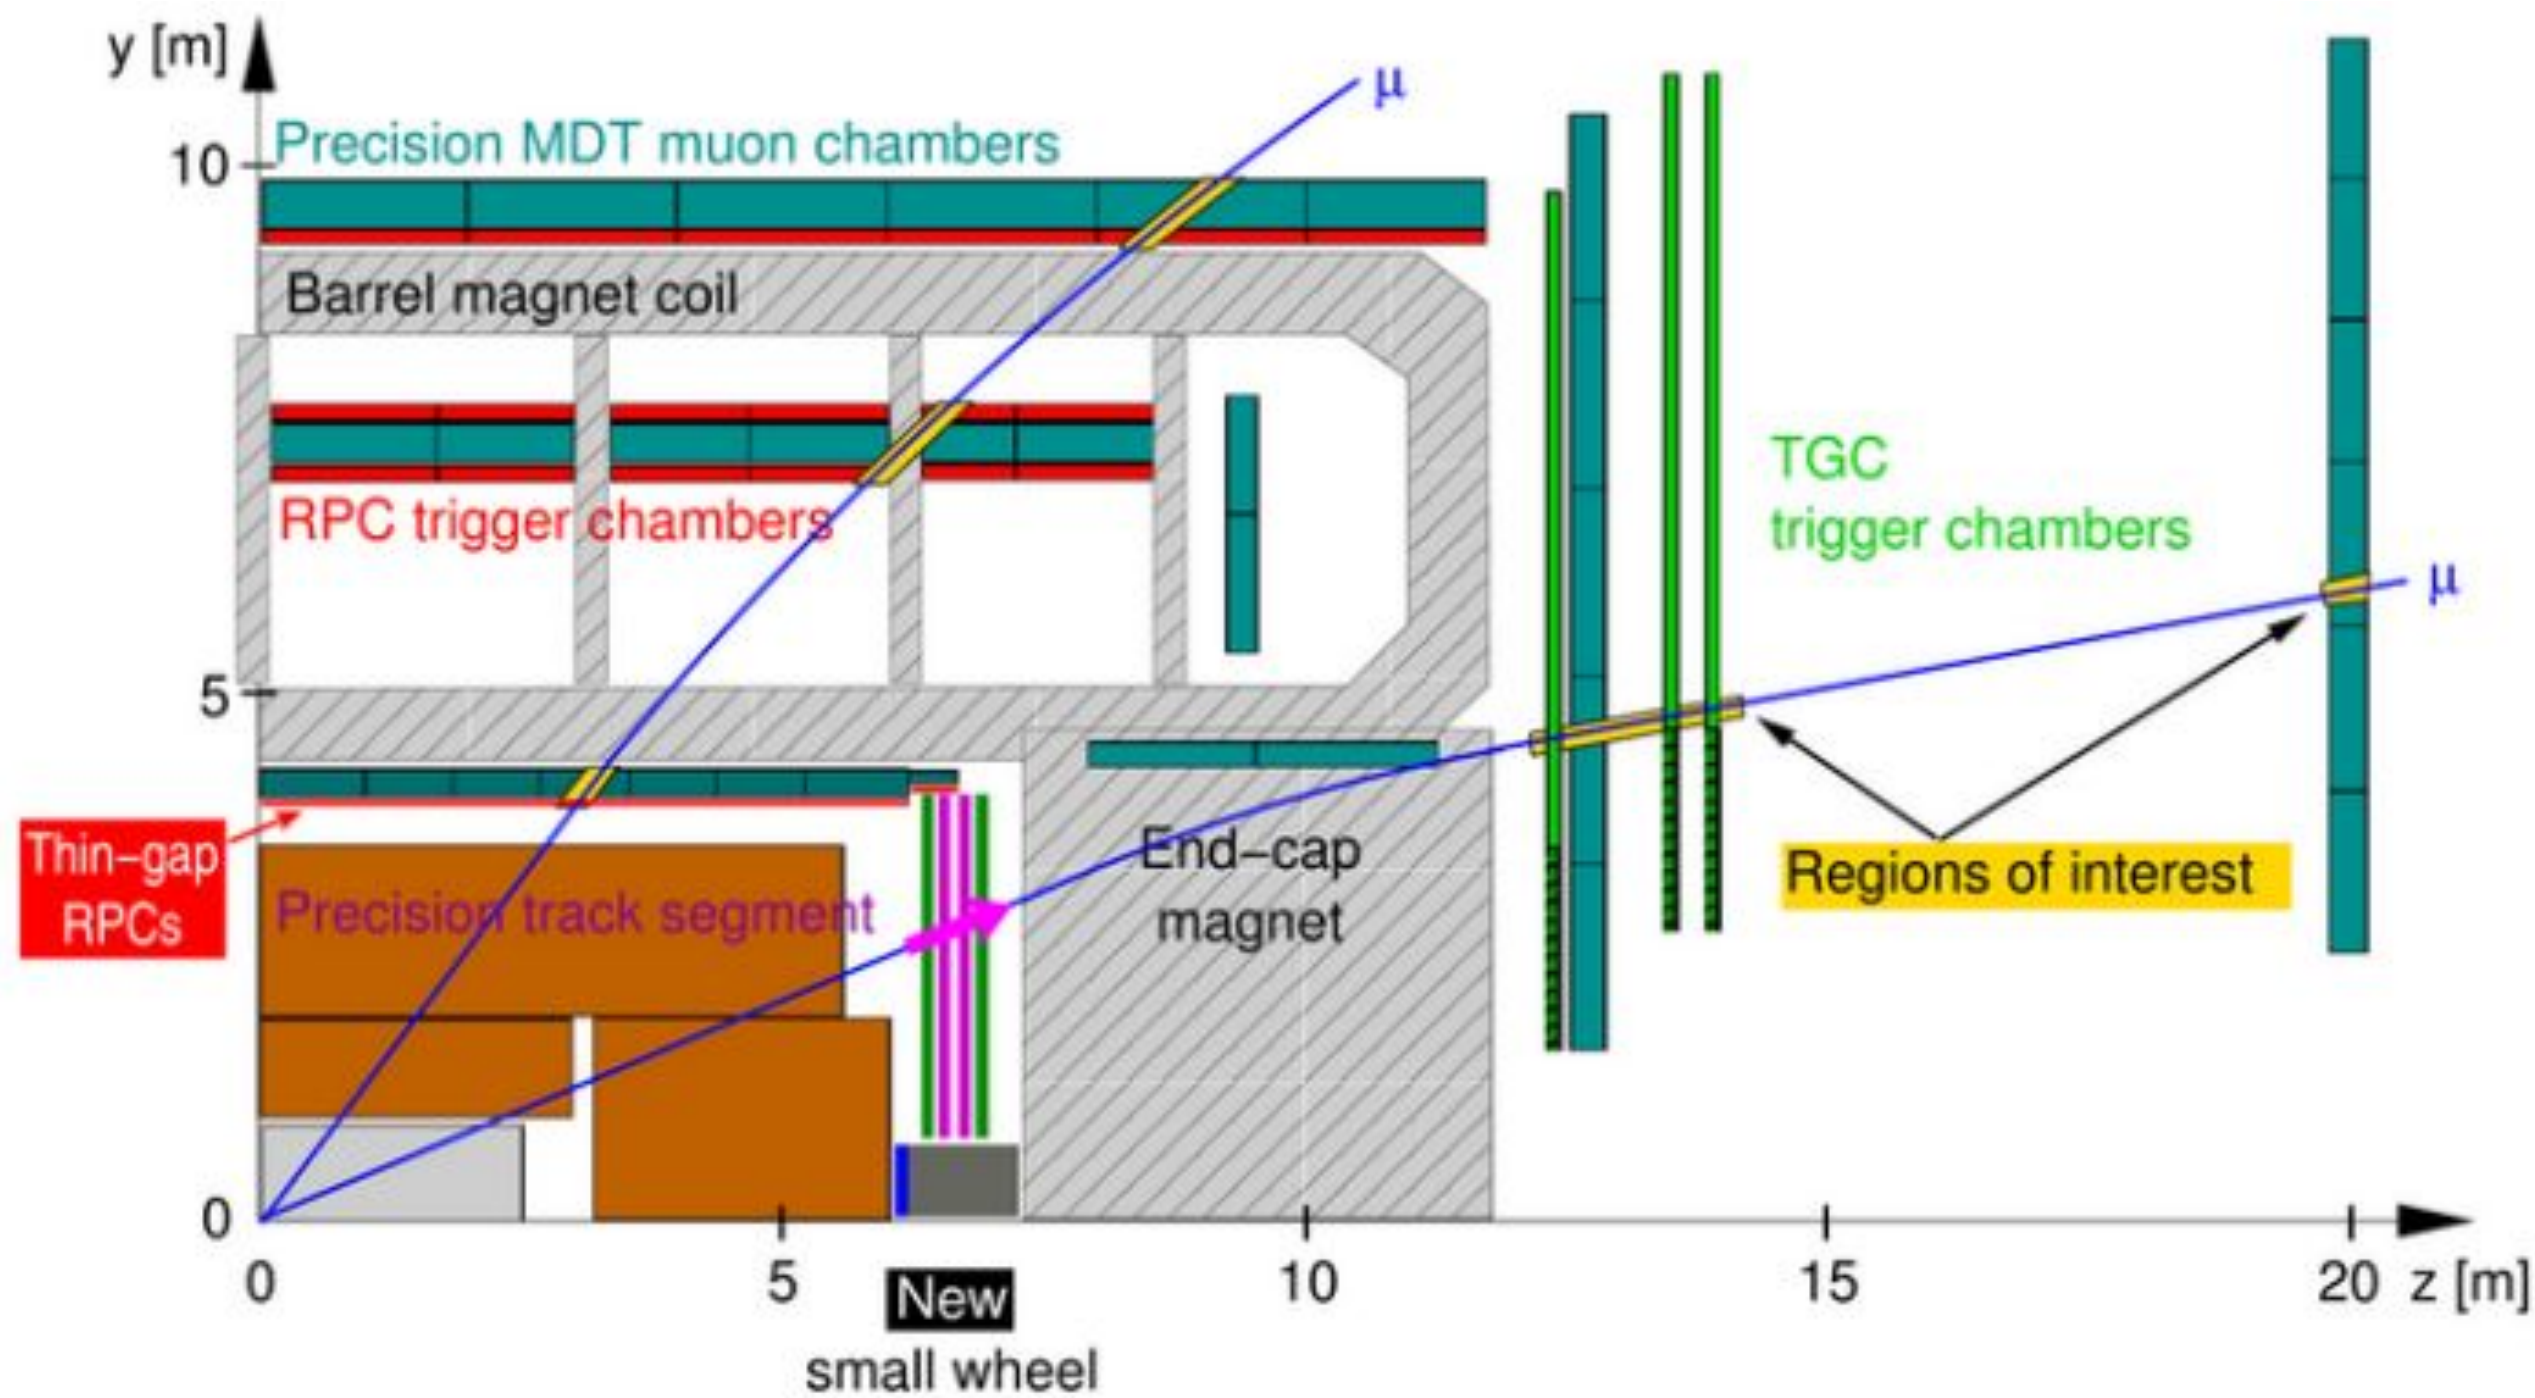 y [m]
μ
Precision MDT muon chambers
10
Barrel magnet coil
RPC trigger chambers
TGC
trigger chambers
μ
5
Thin-gap
RPCs
Precision track segment
End-cap
magnet
Regions of interest
0
0
5
10
15
20
z [m]
New
small wheel